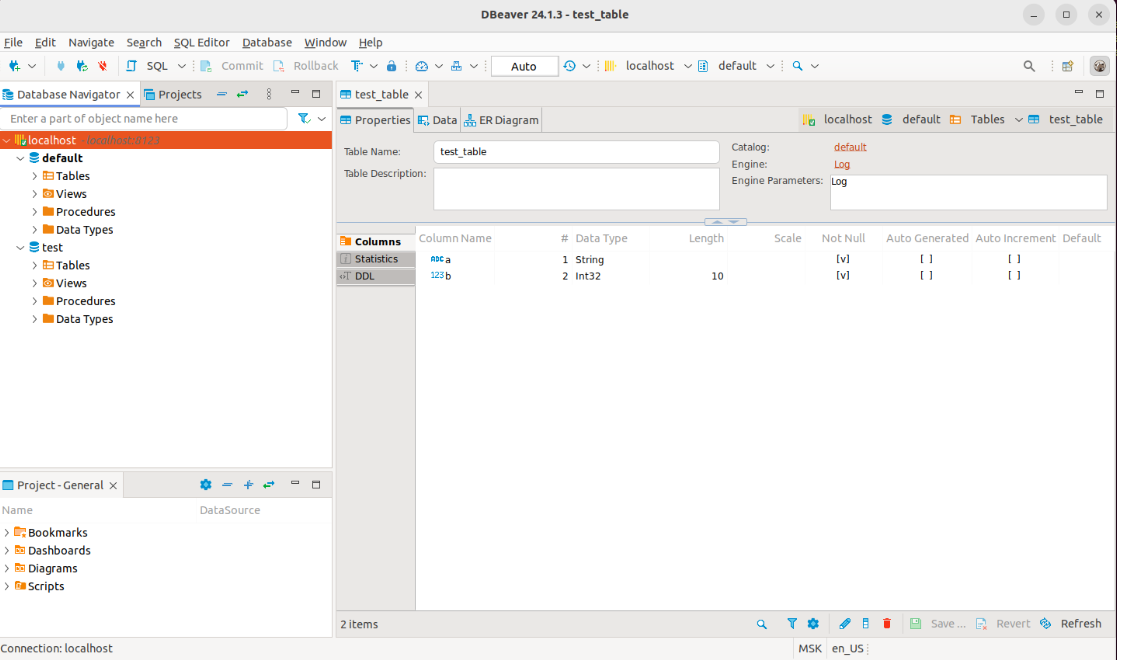 DBeaver 24.1.3 - test_table
File Edit Navigate Search SQL Editor Database Window Help
SQL Commit Rollback Auto localhost default
Database Navigator Projects
Enter a part of object name here
localhost - localhost:8123
default
Tables
Views
Procedures
Data Types
test
Tables
Views
Procedures
Data Types
Project - General
Name DataSource
Bookmarks
Dashboards
Diagrams
Scripts
test_table
Properties Data ER Diagram localhost default Tables test_table
Table Name: test_table
Table Description:
Catalog: default
Engine: Log
Engine Parameters: Log
Columns
Statistics
DDL
Column Name # Data Type Length Scale Not Null Auto Generated Auto Increment Default
ABC a 1 String [v] [ ] [ ]
123 b 2 Int32 10 [v] [ ] [ ]
2 items Save ... Revert Refresh
Connection: localhost MSK en_US